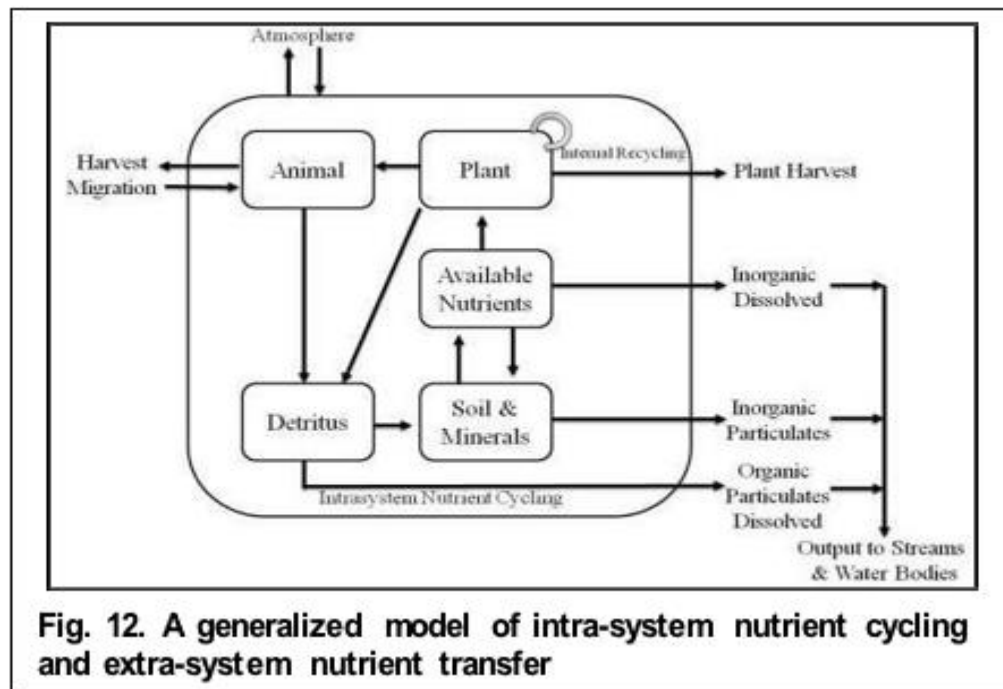 Atmosphere
Harvest
Migration
Animal
Plant
Internal Recycling
Plant Harvest
Available
Nutrients
Inorganic
Dissolved
Detritus
Soil &
Minerals
Inorganic
Particulates
Intrasystem Nutrient Cycling
Organic
Particulates
Dissolved
Output to Streams
& Water Bodies
Fig. 12. A generalized model of intra-system nutrient cycling
and extra-system nutrient transfer